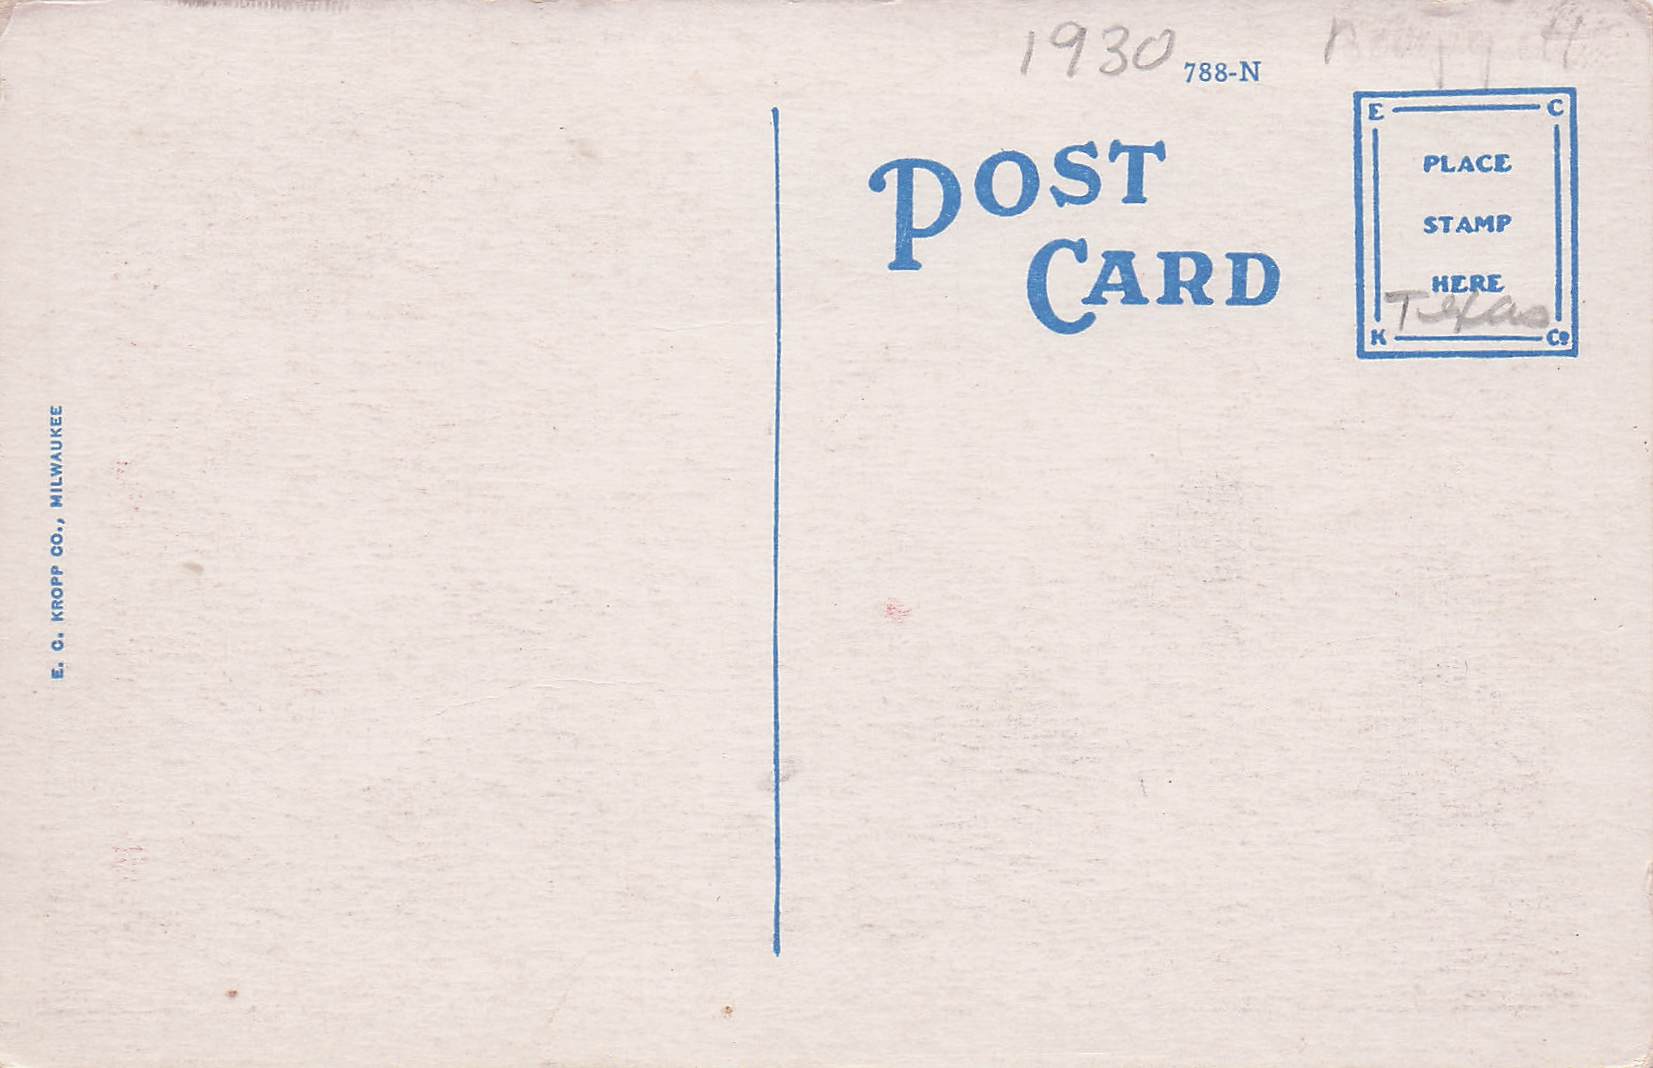 1930
788-N
POST
CARD
E C
PLACE
STAMP
HERE
Texas
K Co
E. C. KROPP CO., MILWAUKEE